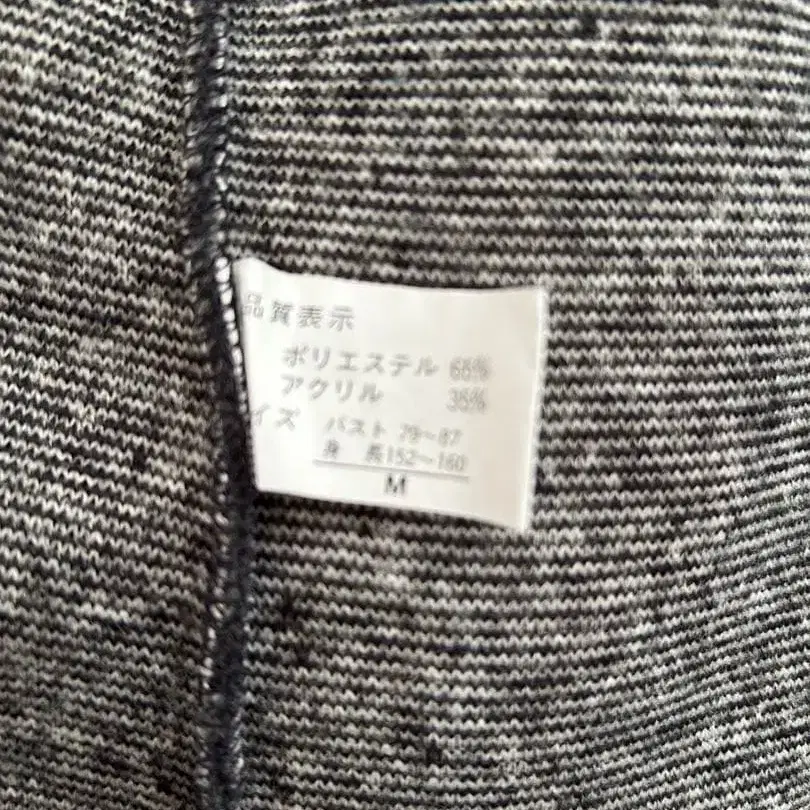 品質表示
ポリエステル 65%
アクリル 35%
イズ バスト 79〜87
身 長152〜160
M